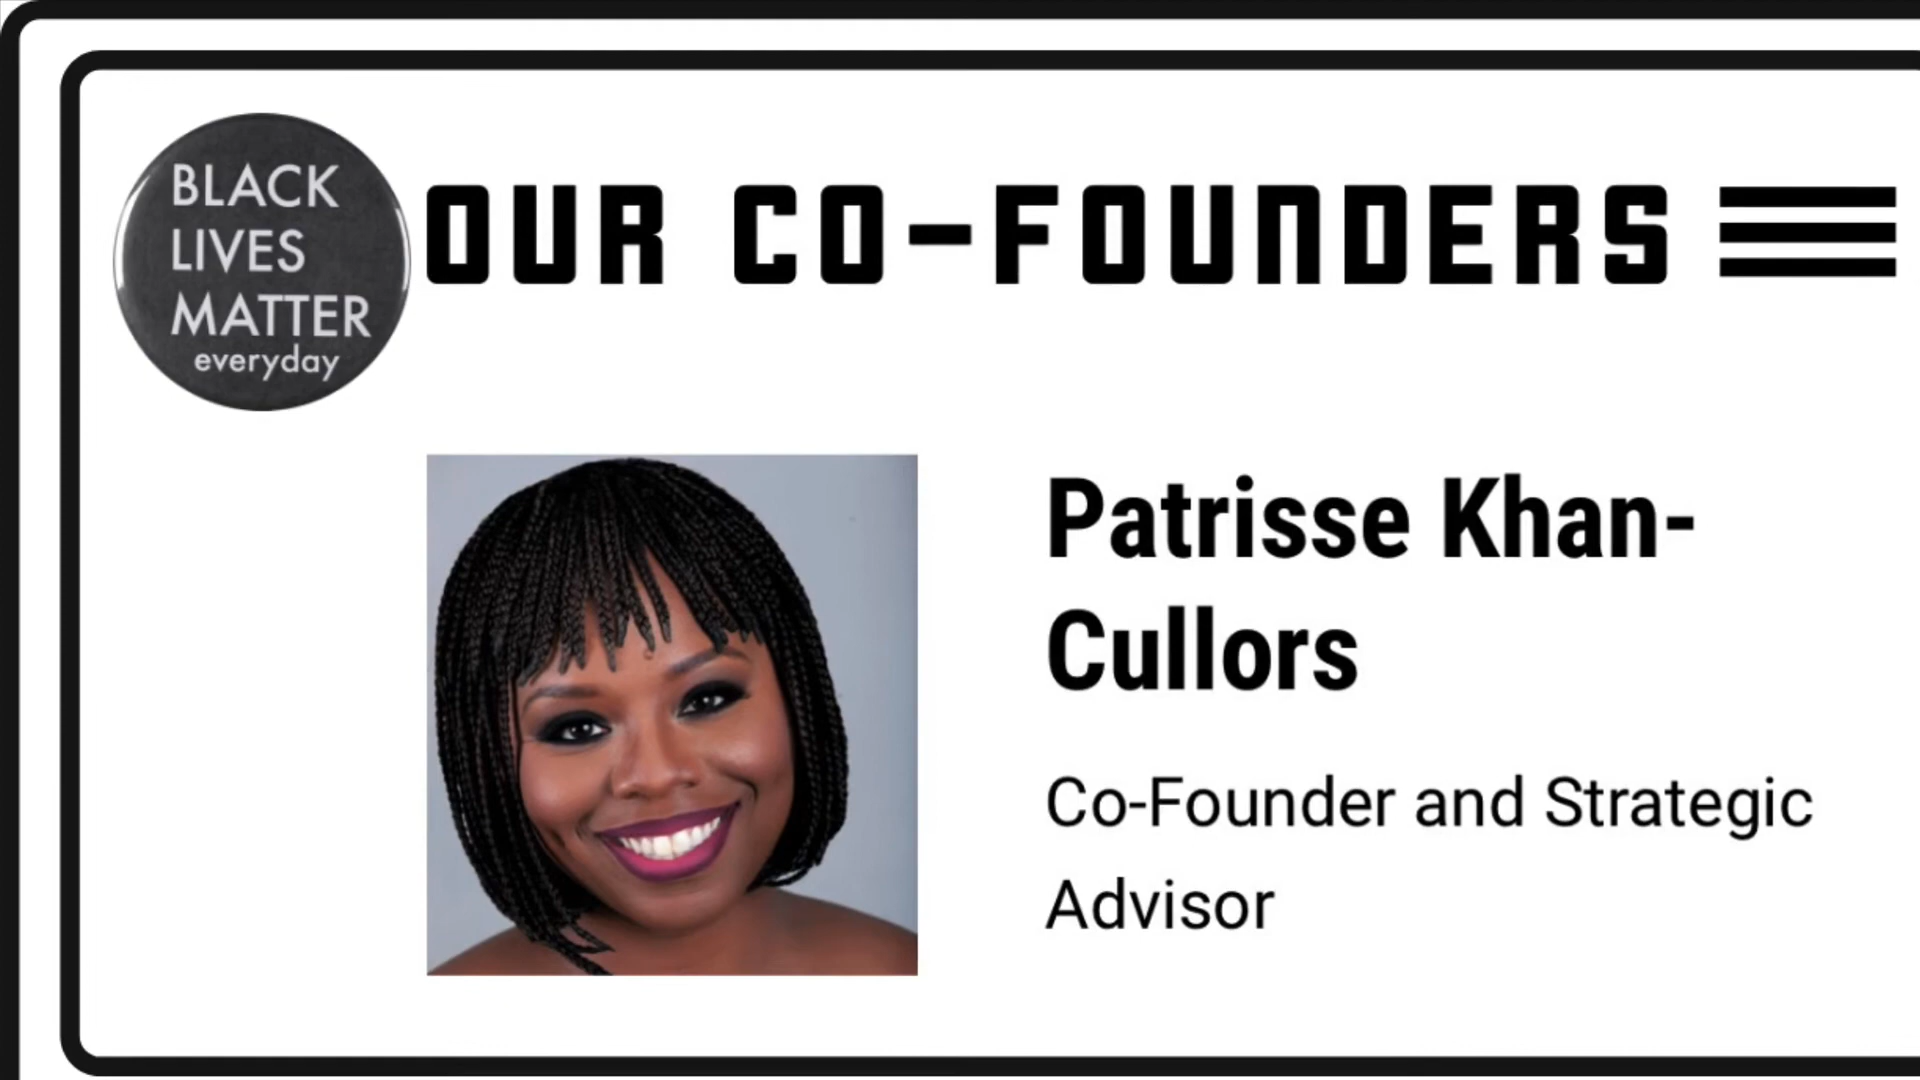 BLACK
LIVES
MATTER
everyday
OUR CO-FOUNDERS
Patrisse Khan-
Cullors
Co-Founder and Strategic
Advisor